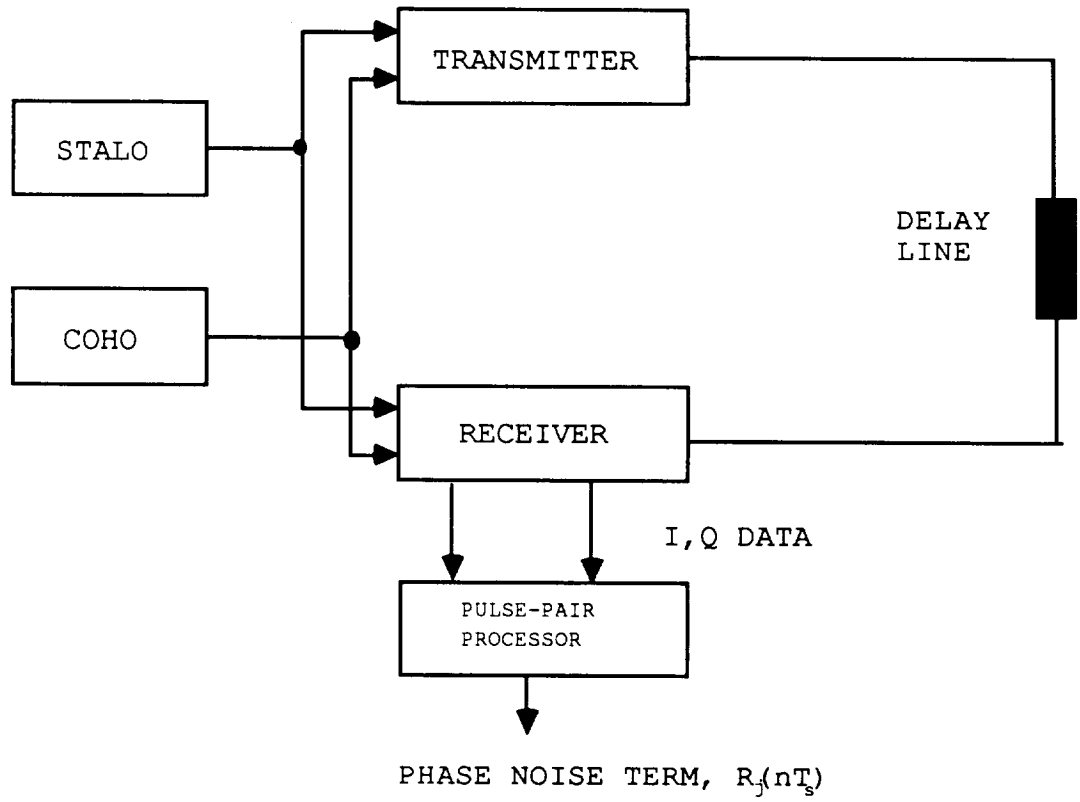 TRANSMITTER
STALO
DELAY
LINE
COHO
RECEIVER
I,Q DATA
PULSE-PAIR
PROCESSOR
PHASE NOISE TERM, Rj(nTs)